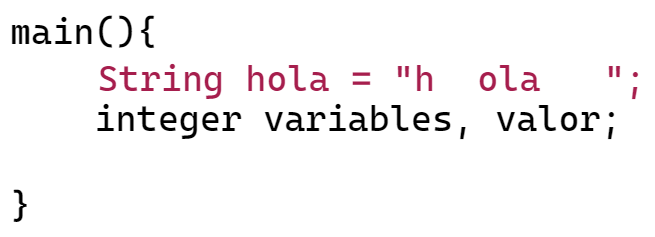 main(){
    String hola = "h  ola   ";
    integer variables, valor;

}